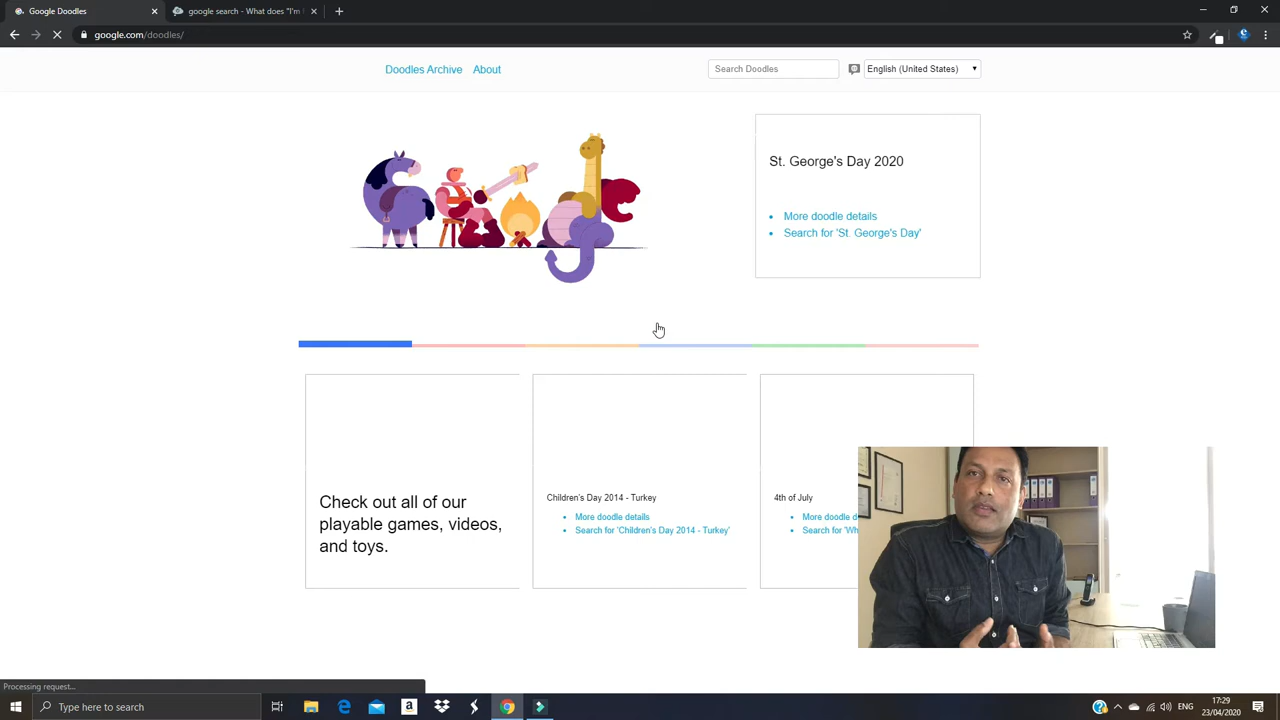 Google Doodles
google search - What does "I'm
google.com/doodles/
Doodles Archive
About
Search Doodles
English (United States)
St. George's Day 2020
More doodle details
Search for 'St. George's Day'
Check out all of our
playable games, videos,
and toys.
Children's Day 2014 - Turkey
More doodle details
Search for 'Children's Day 2014 - Turkey'
4th of July
More doodle d
Search for 'Wh
Processing request...
Type here to search
17:29
23/04/2020